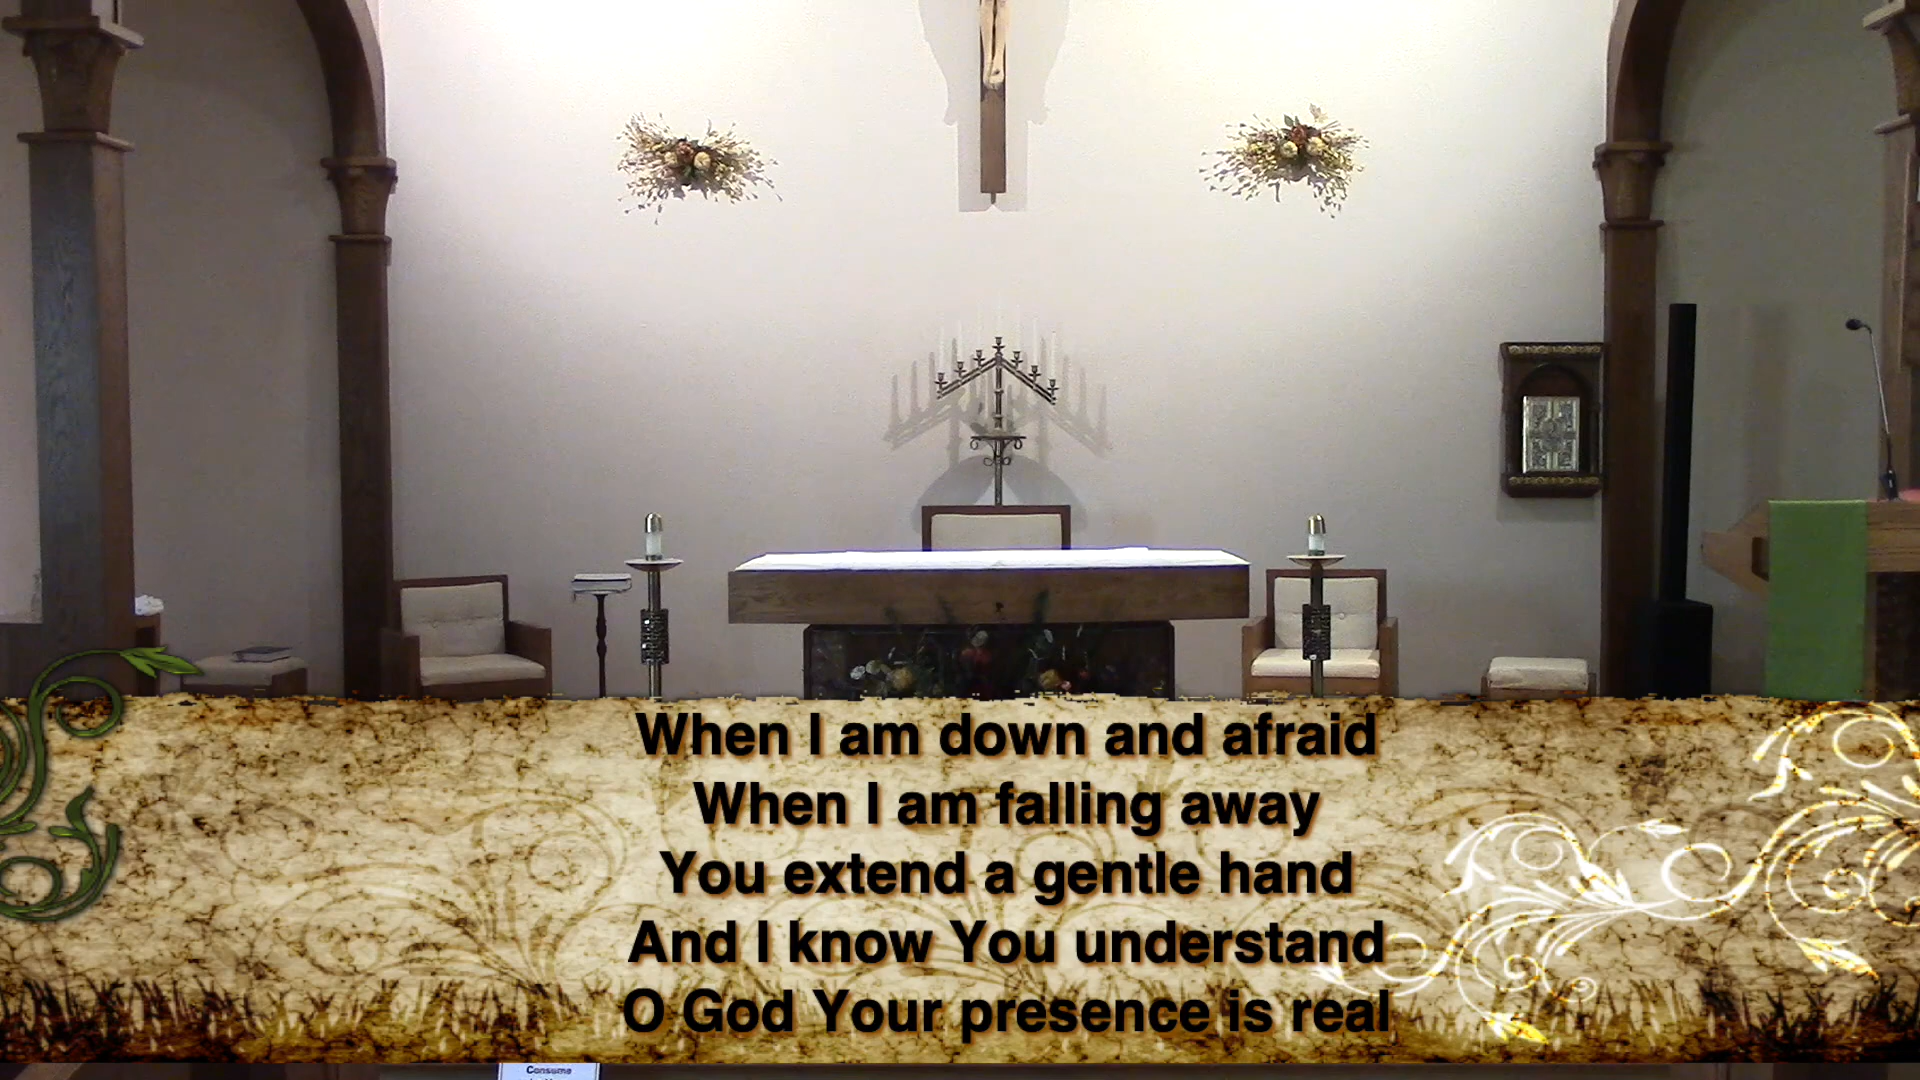 When I am down and afraid
When I am falling away
You extend a gentle hand
And I know You understand
O God Your presence is real
Consume